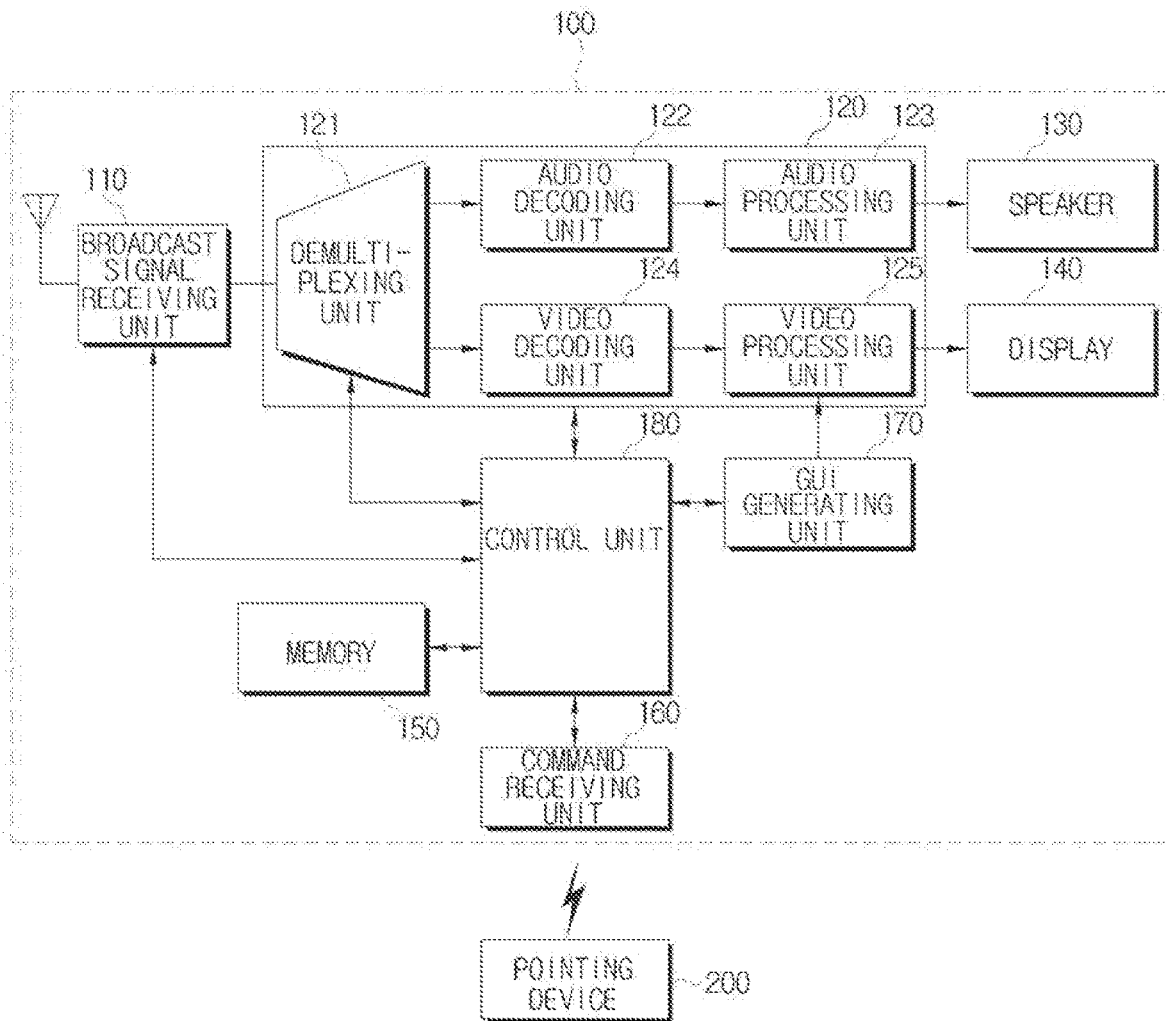 100
121
122
120
123
130
110
AUDIO
DECODING
UNIT
AUDIO
PROCESSING
UNIT
SPEAKER
BROADCAST
SIGNAL
RECEIVING
UNIT
DEMULTI-
PLEXING
UNIT
124
125
140
VIDEO
DECODING
UNIT
VIDEO
PROCESSING
UNIT
DISPLAY
180
170
CONTROL UNIT
GUI
GENERATING
UNIT
MEMORY
150
160
COMMAND
RECEIVING
UNIT
POINTING
DEVICE
200